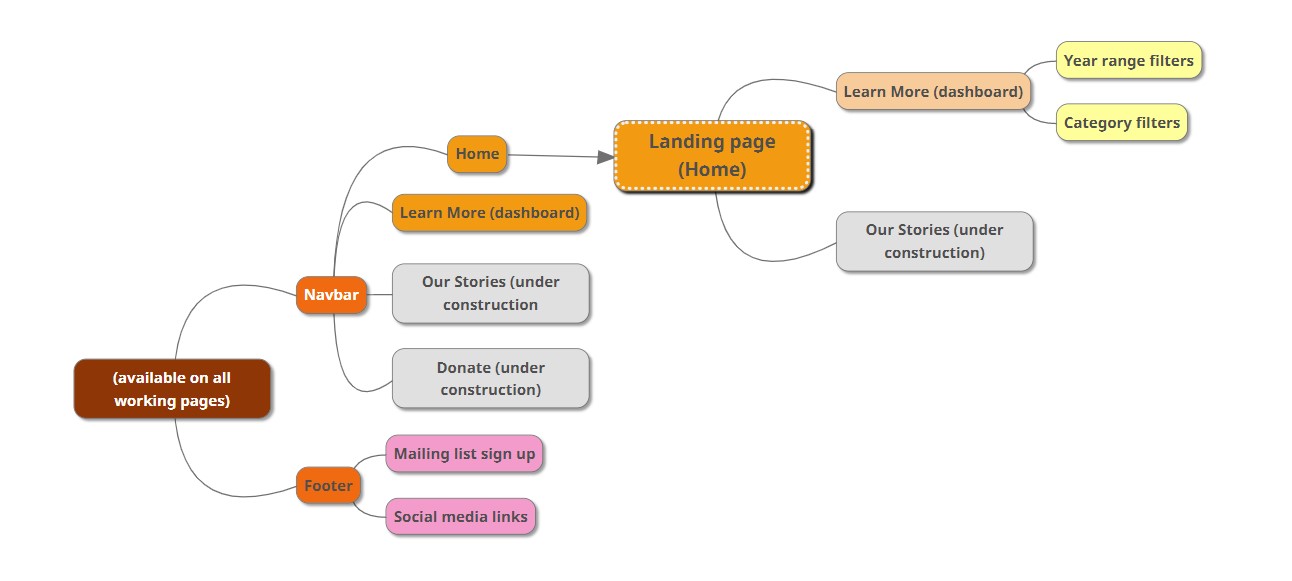 Year range filters
Learn More (dashboard)
Category filters
Landing page
(Home)
Home
Learn More (dashboard)
Our Stories (under
construction)
Our Stories (under
construction
Navbar
Donate (under
construction)
(available on all
working pages)
Mailing list sign up
Footer
Social media links